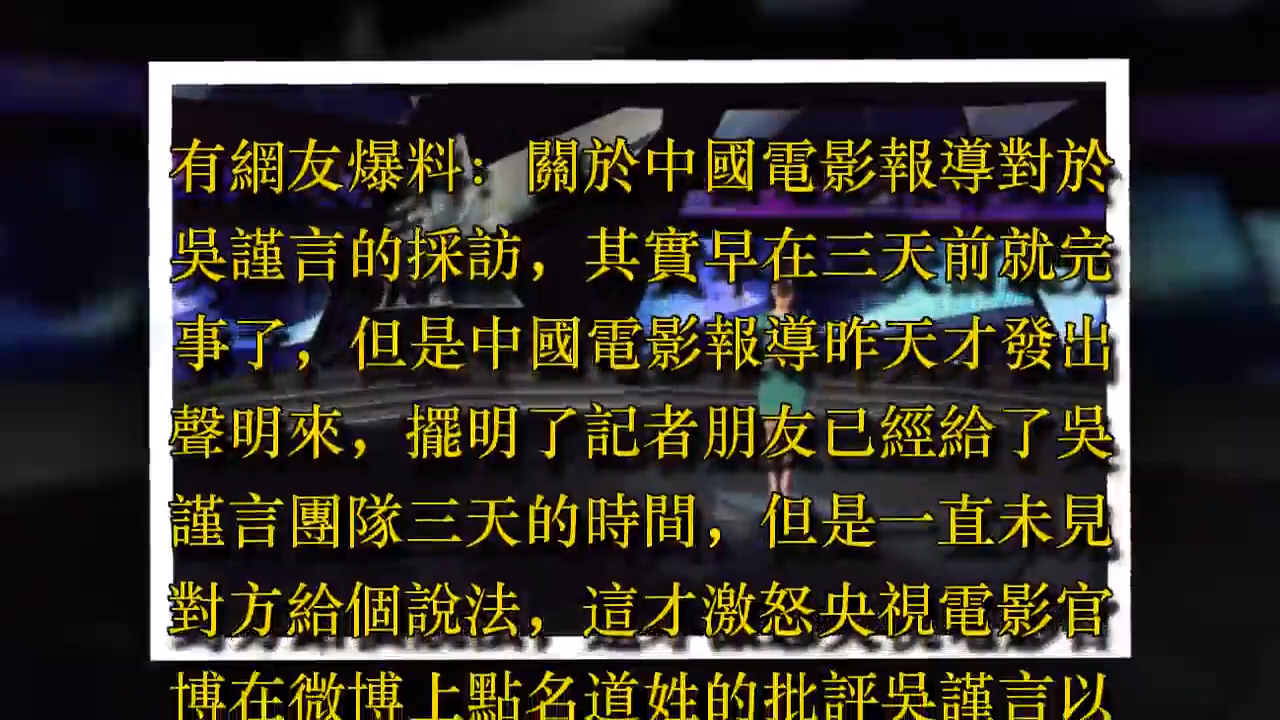 有網友爆料：關於中國電影報導對於
吳謹言的採訪，其實早在三天前就完
事了，但是中國電影報導昨天才發出
聲明來，擺明了記者朋友已經給了吳
謹言團隊三天的時間，但是一直未見
對方給個說法，這才激怒央視電影官
博在微博上點名道姓的批評吳謹言以